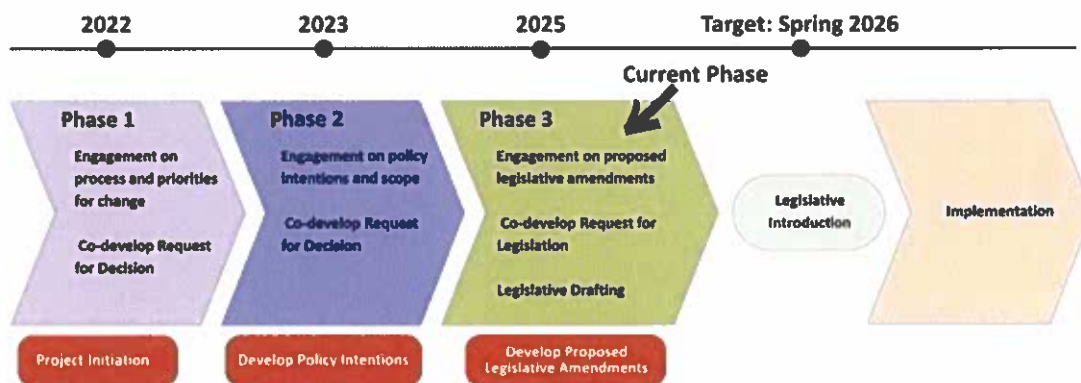 2022
2023
2025
Target: Spring 2026
Current Phase
Phase 1
Engagement on
process and priorities
for change
Co-develop Request
for Decision
Phase 2
Engagement on policy
intentions and scope
Co-develop Request
for Decision
Phase 3
Engagement on proposed
legislative amendments
Co-develop Request for
Legislation
Legislative Drafting
Legislative
Introduction
Implementation
Project Initiation
Develop Policy Intentions
Develop Proposed
Legislative Amendments